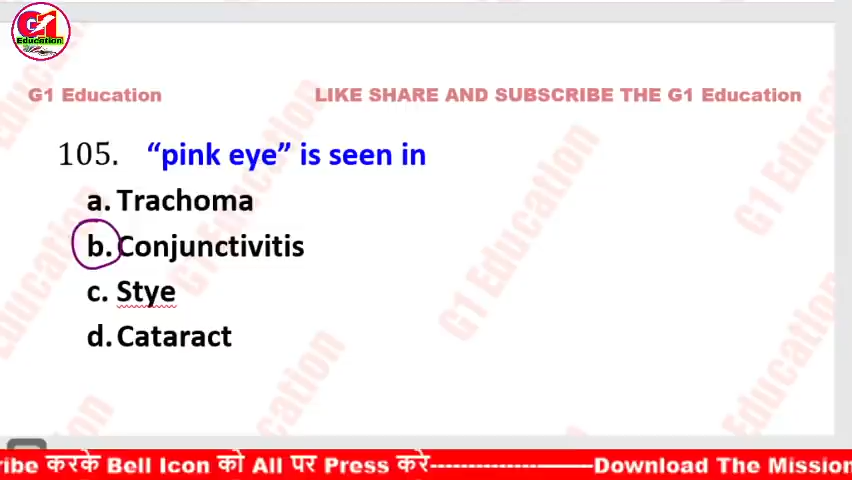 G1
Education
G1 Education
LIKE SHARE AND SUBSCRIBE THE G1 Education
105. “pink eye” is seen in
a. Trachoma
b. Conjunctivitis
c. Stye
d. Cataract
ribe करके Bell Icon को All पर Press करे-----------------------Download The Mission